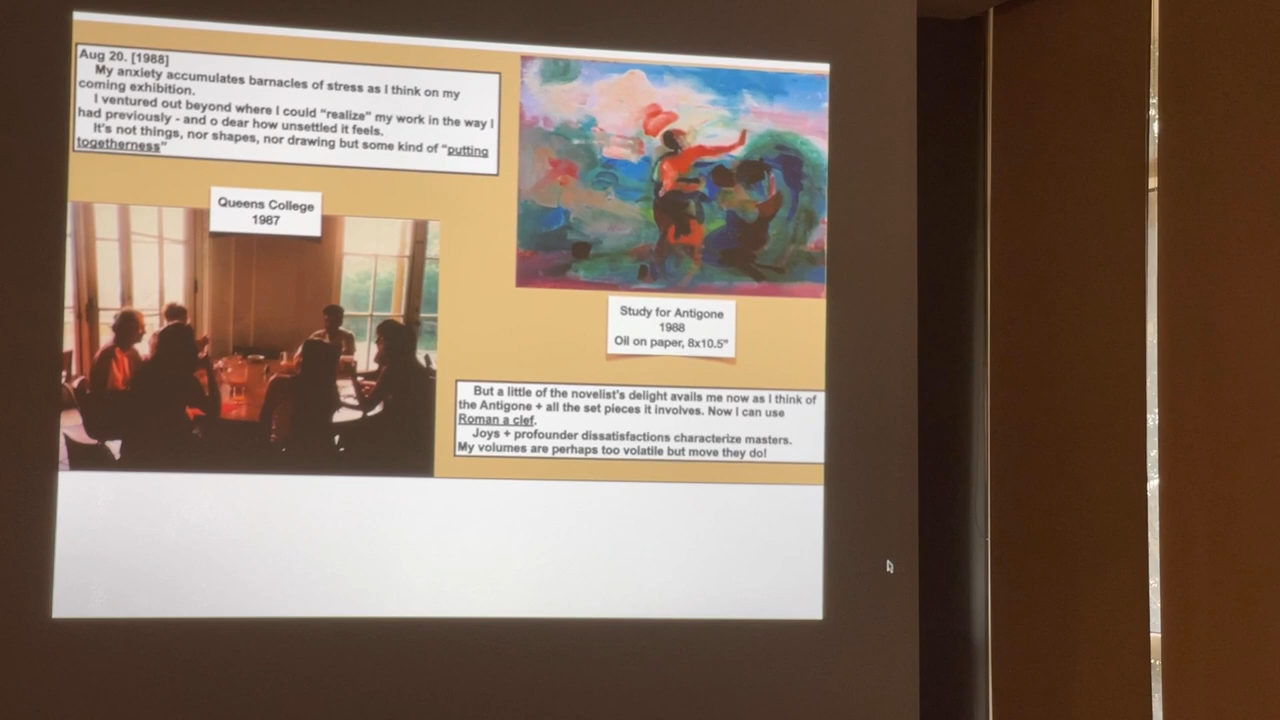 Aug 20. [1988]
My anxiety accumulates barnacles of stress as I think on my
coming exhibition.
I ventured out beyond where I could "realize" my work in the way I
had previously - and o dear how unsettled it feels.
It's not things, nor shapes, nor drawing but some kind of "putting
togetherness"
Queens College
1987
Study for Antigone
1988
Oil on paper, 8x10.5"
But a little of the novelist's delight avails me now as I think of
the Antigone + all the set pieces it involves. Now I can use
Roman a clef.
Joys + profounder dissatisfactions characterize masters.
My volumes are perhaps too volatile but move they do!